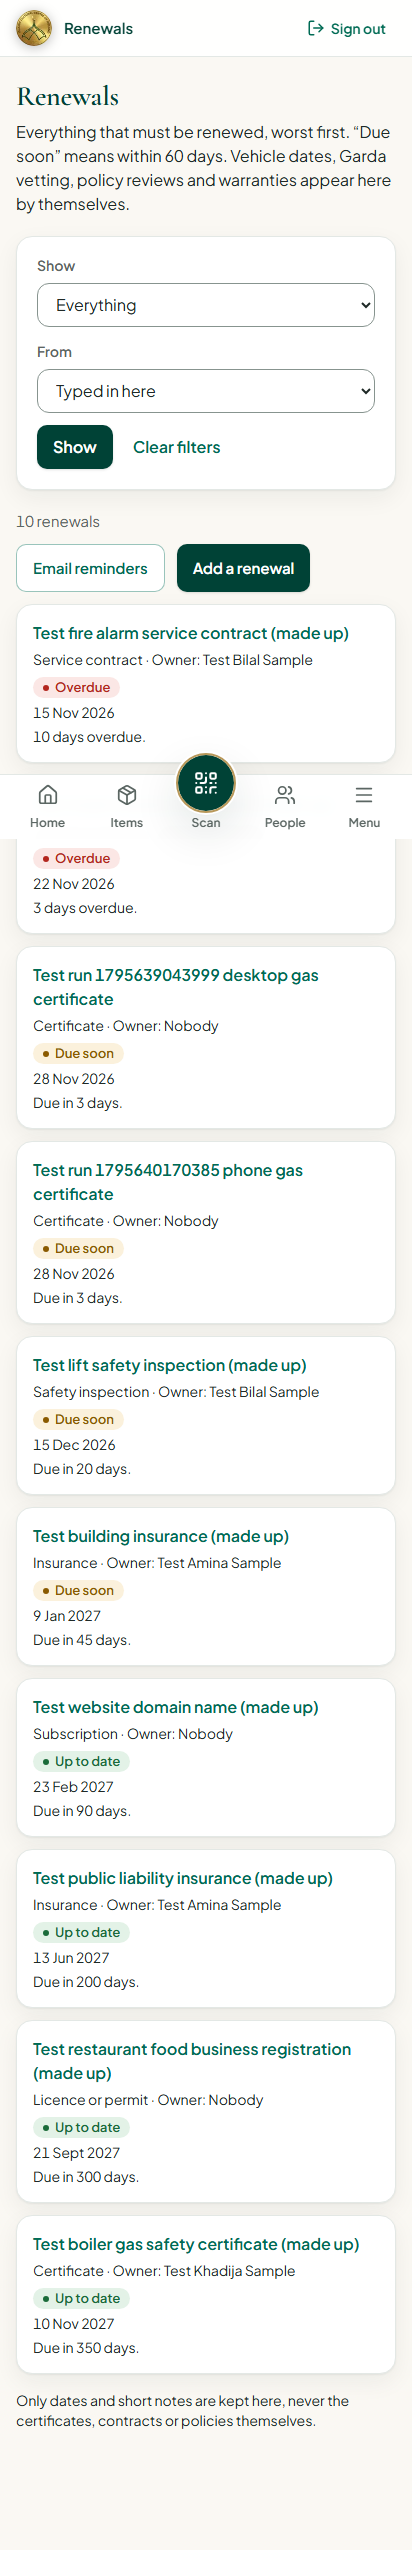 Renewals
Sign out
Renewals
Everything that must be renewed, worst first. “Due
soon” means within 60 days. Vehicle dates, Garda
vetting, policy reviews and warranties appear here
by themselves.
Show
Everything
From
Typed in here
Show
Clear filters
10 renewals
Email reminders
Add a renewal
Test fire alarm service contract (made up)
Service contract · Owner: Test Bilal Sample
Overdue
15 Nov 2026
10 days overdue.
Home
Items
Scan
People
Menu
Overdue
22 Nov 2026
3 days overdue.
Test run 1795639043999 desktop gas
certificate
Certificate · Owner: Nobody
Due soon
28 Nov 2026
Due in 3 days.
Test run 1795640170385 phone gas
certificate
Certificate · Owner: Nobody
Due soon
28 Nov 2026
Due in 3 days.
Test lift safety inspection (made up)
Safety inspection · Owner: Test Bilal Sample
Due soon
15 Dec 2026
Due in 20 days.
Test building insurance (made up)
Insurance · Owner: Test Amina Sample
Due soon
9 Jan 2027
Due in 45 days.
Test website domain name (made up)
Subscription · Owner: Nobody
Up to date
23 Feb 2027
Due in 90 days.
Test public liability insurance (made up)
Insurance · Owner: Test Amina Sample
Up to date
13 Jun 2027
Due in 200 days.
Test restaurant food business registration
(made up)
Licence or permit · Owner: Nobody
Up to date
21 Sept 2027
Due in 300 days.
Test boiler gas safety certificate (made up)
Certificate · Owner: Test Khadija Sample
Up to date
10 Nov 2027
Due in 350 days.
Only dates and short notes are kept here, never the
certificates, contracts or policies themselves.